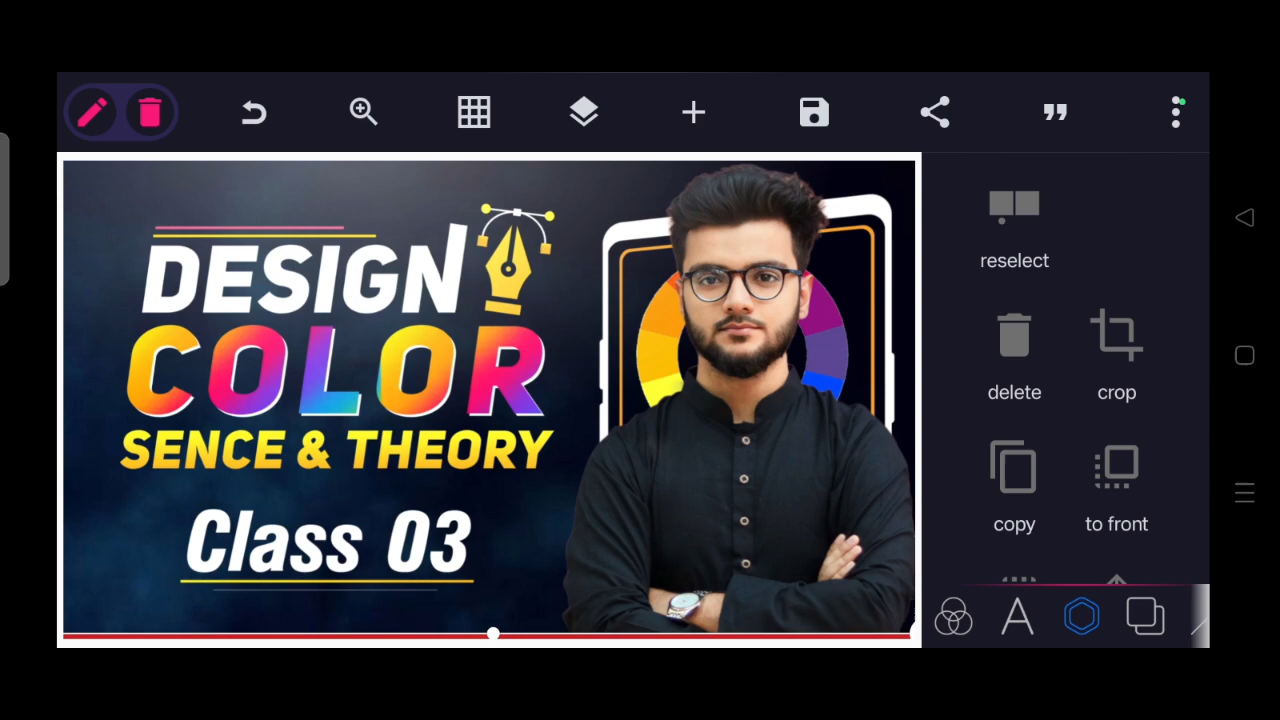 DESIGN
COLOR
SENCE & THEORY
Class 03
reselect
delete
crop
copy
to front